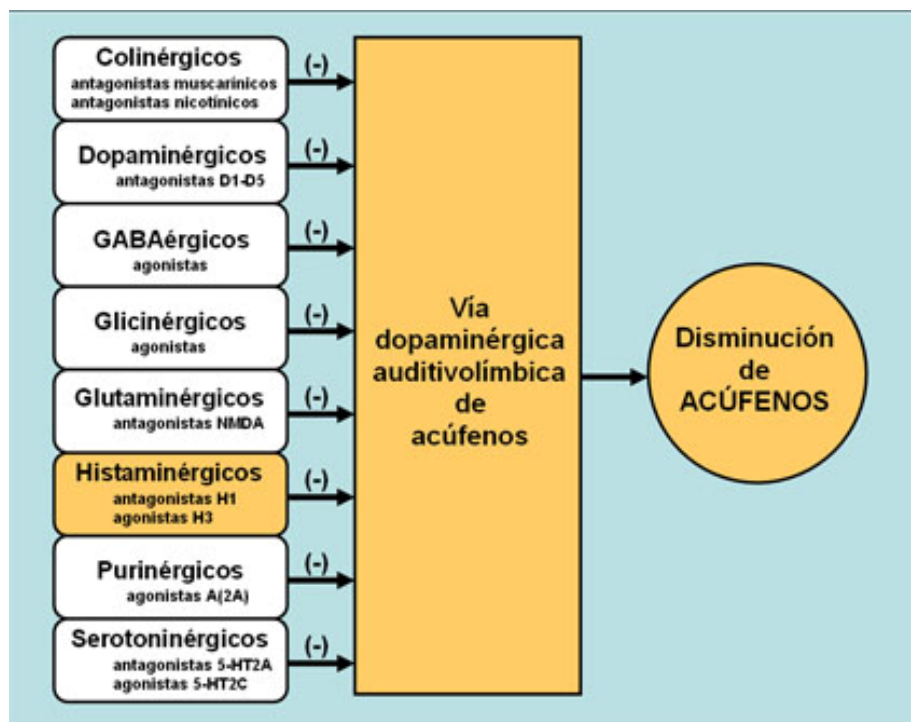 Colinérgicos
antagonistas muscarínicos
antagonistas nicotínicos
(-)
Dopaminérgicos
antagonistas D1-D5
(-)
GABAérgicos
agonistas
(-)
Glicinérgicos
agonistas
(-)
Glutaminérgicos
antagonistas NMDA
(-)
Histaminérgicos
antagonistas H1
agonistas H3
(-)
Purinérgicos
agonistas A(2A)
(-)
Serotoninérgicos
antagonistas 5-HT2A
agonistas 5-HT2C
(-)
Vía
dopaminérgica
auditivolímbica
de
acúfenos
Disminución
de
ACÚFENOS